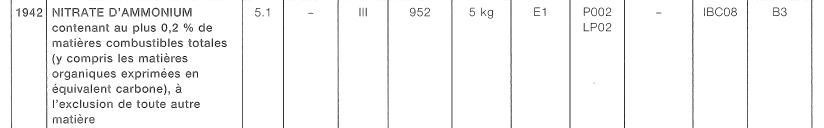 1942 NITRATE D'AMMONIUM 5.1 – III 952 5 kg E1 P002 – IBC08 B3
contenant au plus 0,2 % de LP02
matières combustibles totales
(y compris les matières
organiques exprimées en
équivalent carbone), à
l'exclusion de toute autre
matière